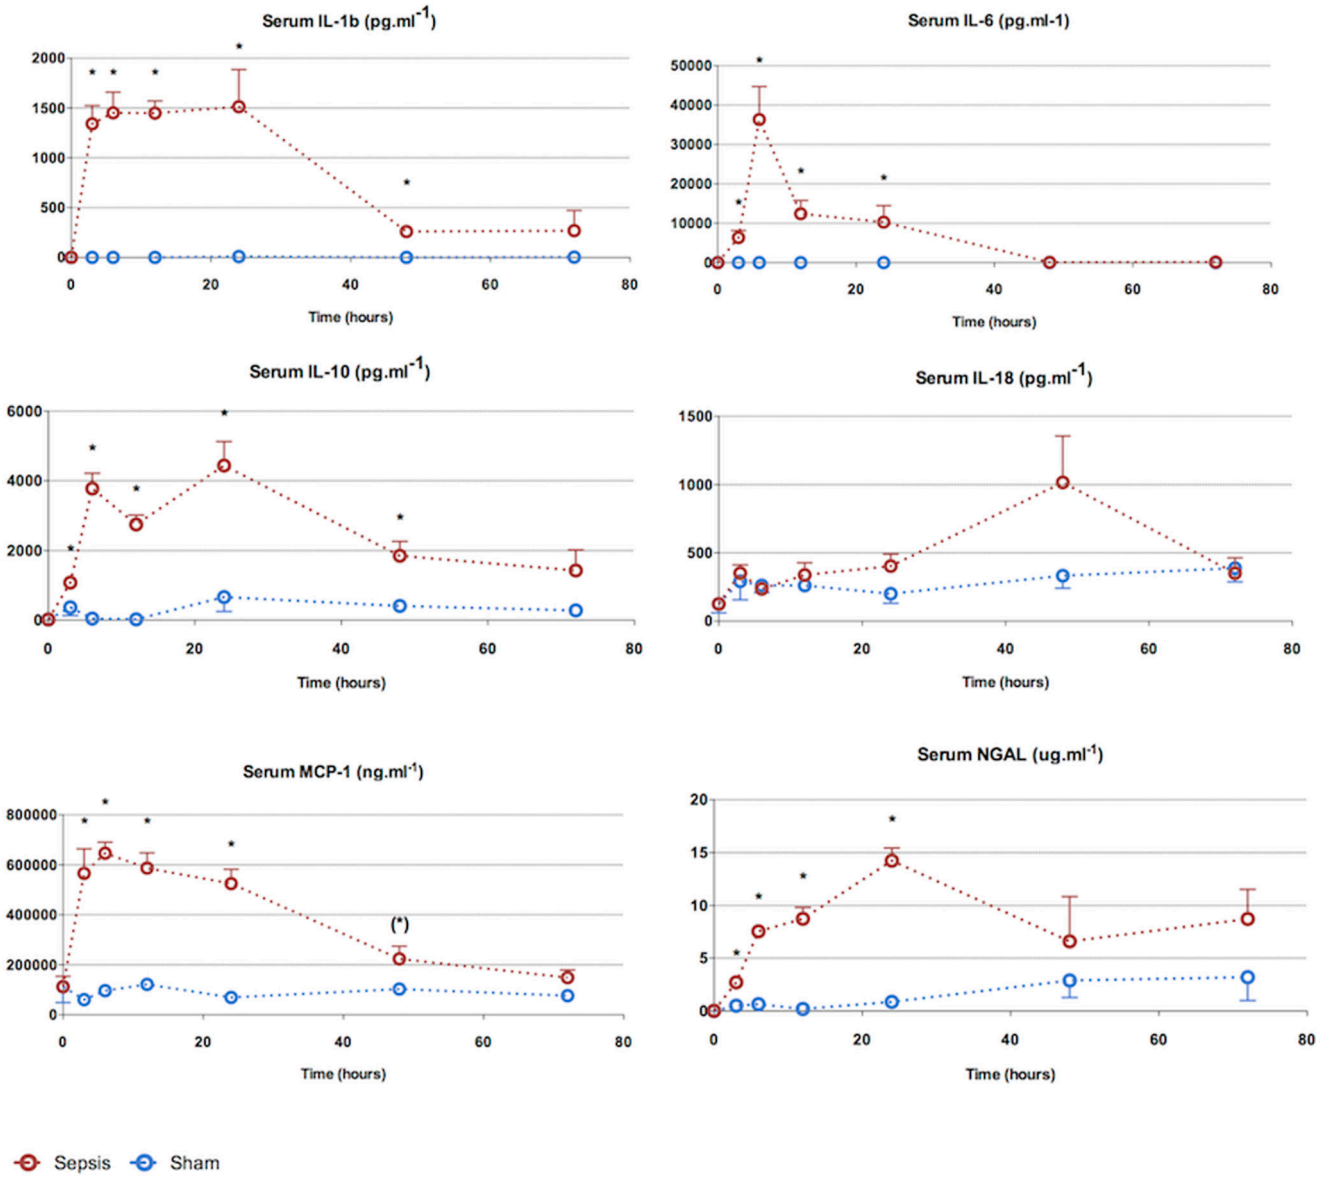 Serum IL-1b (pg.ml-1)
*
* * *
2000
1500
1000
*
500
0
0 20 40 60 80
Time (hours)
Serum IL-6 (pg.ml-1)
*
50000
40000
30000
*
*
20000
*
10000
0
0 20 40 60 80
Time (hours)
Serum IL-10 (pg.ml-1)
6000 *
*
*
4000
*
*
2000
0
0 20 40 60 80
Time (hours)
Serum IL-18 (pg.ml-1)
1500
1000
500
0
0 20 40 60 80
Time (hours)
Serum MCP-1 (ng.ml-1)
*
800000
* *
*
600000
400000
(*)
200000
0
0 20 40 60 80
Time (hours)
Serum NGAL (ug.ml-1)
20
*
15
*
*
10
*
5
0
0 20 40 60 80
Time (hours)
Sepsis Sham